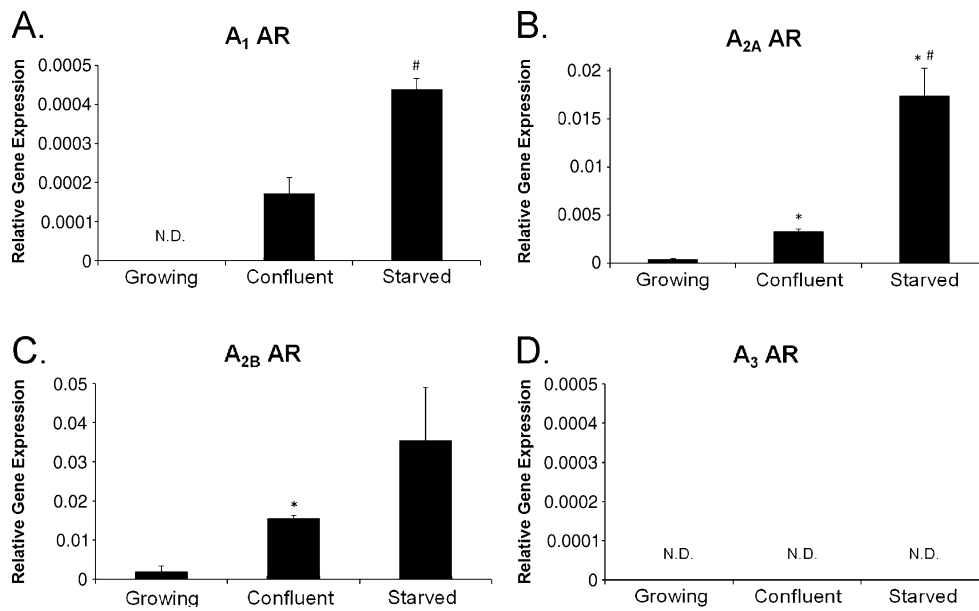 A.
A1 AR
Relative Gene Expression
0.0005
0.0004
0.0003
0.0002
0.0001
0
N.D.
#
Growing Confluent Starved
B.
A2A AR
Relative Gene Expression
0.02
0.015
0.01
0.005
0
*
* #
Growing Confluent Starved
C.
A2B AR
Relative Gene Expression
0.05
0.04
0.03
0.02
0.01
0
*
Growing Confluent Starved
D.
A3 AR
Relative Gene Expression
0.0005
0.0004
0.0003
0.0002
0.0001
0
N.D. N.D. N.D.
Growing Confluent Starved